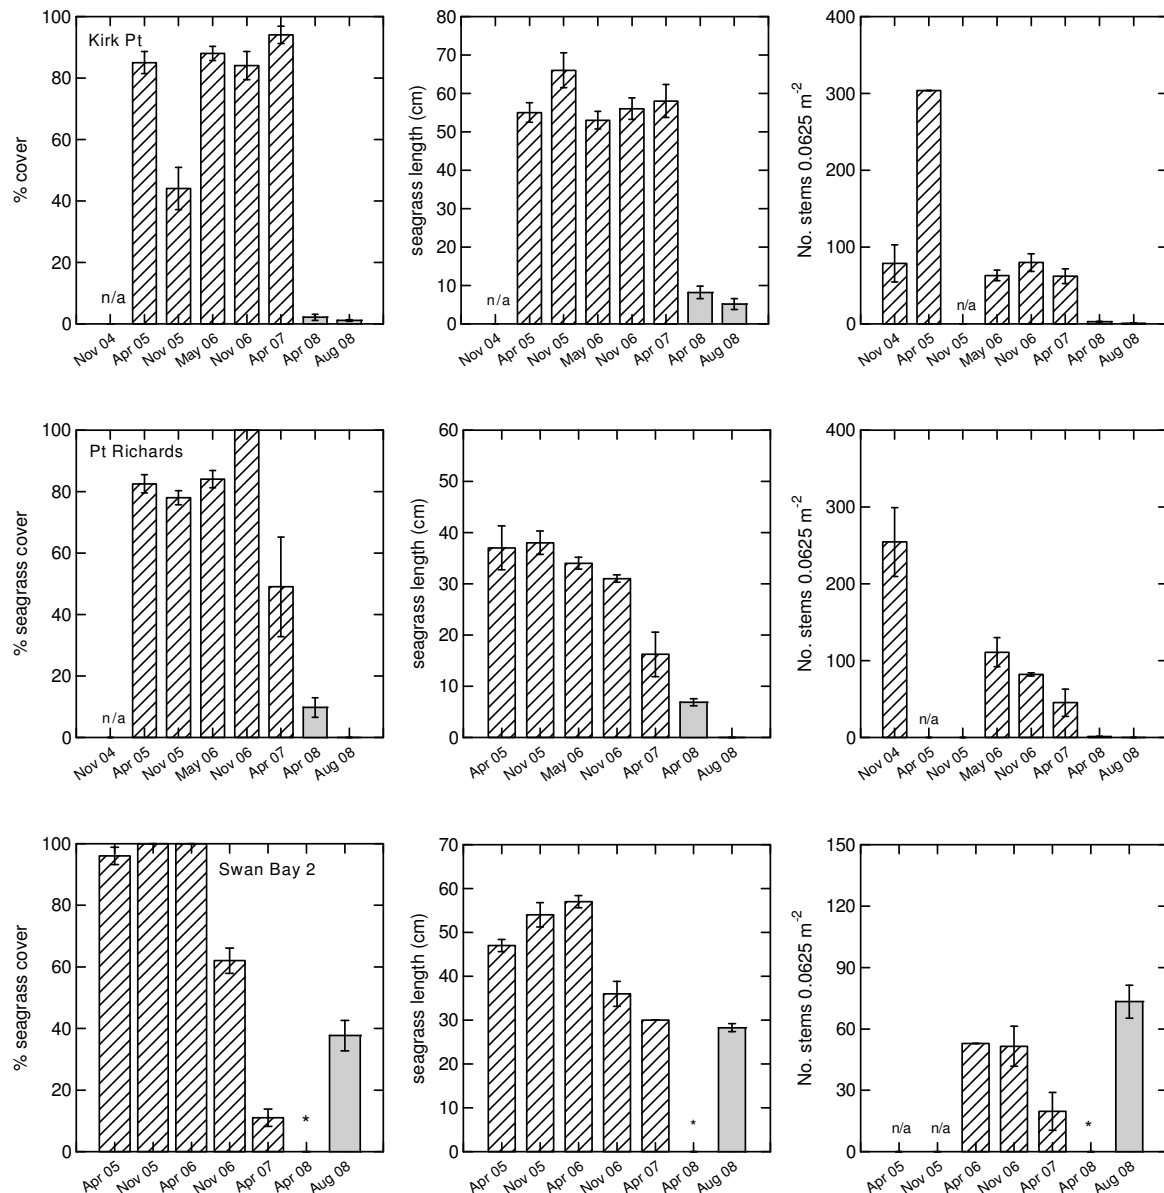 Kirk Pt
% cover
100
80
60
40
20
0
n/a
Nov 04 Apr 05 Nov 05 May 06 Nov 06 Apr 07 Apr 08 Aug 08
seagrass length (cm)
80
70
60
50
40
30
20
10
0
n/a
Nov 04 Apr 05 Nov 05 May 06 Nov 06 Apr 07 Apr 08 Aug 08
No. stems 0.0625 m-2
400
300
200
100
0
n/a
Nov 04 Apr 05 Nov 05 May 06 Nov 06 Apr 07 Apr 08 Aug 08
Pt Richards
% seagrass cover
100
80
60
40
20
0
n/a
Nov 04 Apr 05 Nov 05 May 06 Nov 06 Apr 07 Apr 08 Aug 08
seagrass length (cm)
60
50
40
30
20
10
0
Apr 05 Nov 05 May 06 Nov 06 Apr 07 Apr 08 Aug 08
No. stems 0.0625 m-2
400
300
200
100
0
n/a
Nov 04 Apr 05 Nov 05 May 06 Nov 06 Apr 07 Apr 08 Aug 08
Swan Bay 2
% seagrass cover
100
80
60
40
20
0
*
Apr 05 Nov 05 Apr 06 Nov 06 Apr 07 Apr 08 Aug 08
seagrass length (cm)
70
60
50
40
30
20
10
0
*
Apr 05 Nov 05 Apr 06 Nov 06 Apr 07 Apr 08 Aug 08
No. stems 0.0625 m-2
150
120
90
60
30
0
n/a n/a *
Apr 05 Nov 05 Apr 06 Nov 06 Apr 07 Apr 08 Aug 08